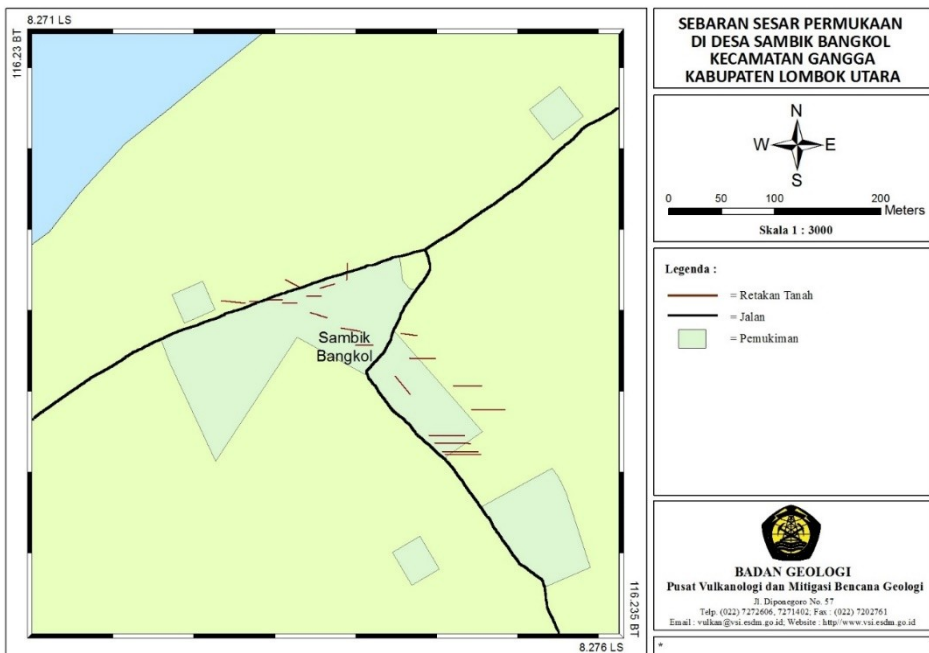 8.271 LS
116.23 BT
Sambik
Bangkol
116.235 BT
8.276 LS
SEBARAN SESAR PERMUKAAN
DI DESA SAMBIK BANGKOL
KECAMATAN GANGGA
KABUPATEN LOMBOK UTARA
N
W E
S
0 50 100 200
Meters
Skala 1 : 3000
Legenda :
= Retakan Tanah
= Jalan
= Pemukiman
BADAN GEOLOGI
Pusat Vulkanologi dan Mitigasi Bencana Geologi
Jl. Diponegoro No. 57
Telp. (022) 7272606, 7271402; Fax : (022) 7202761
Email : vulkan@vsi.esdm.go.id; Website : http//www.vsi.esdm.go.id
*